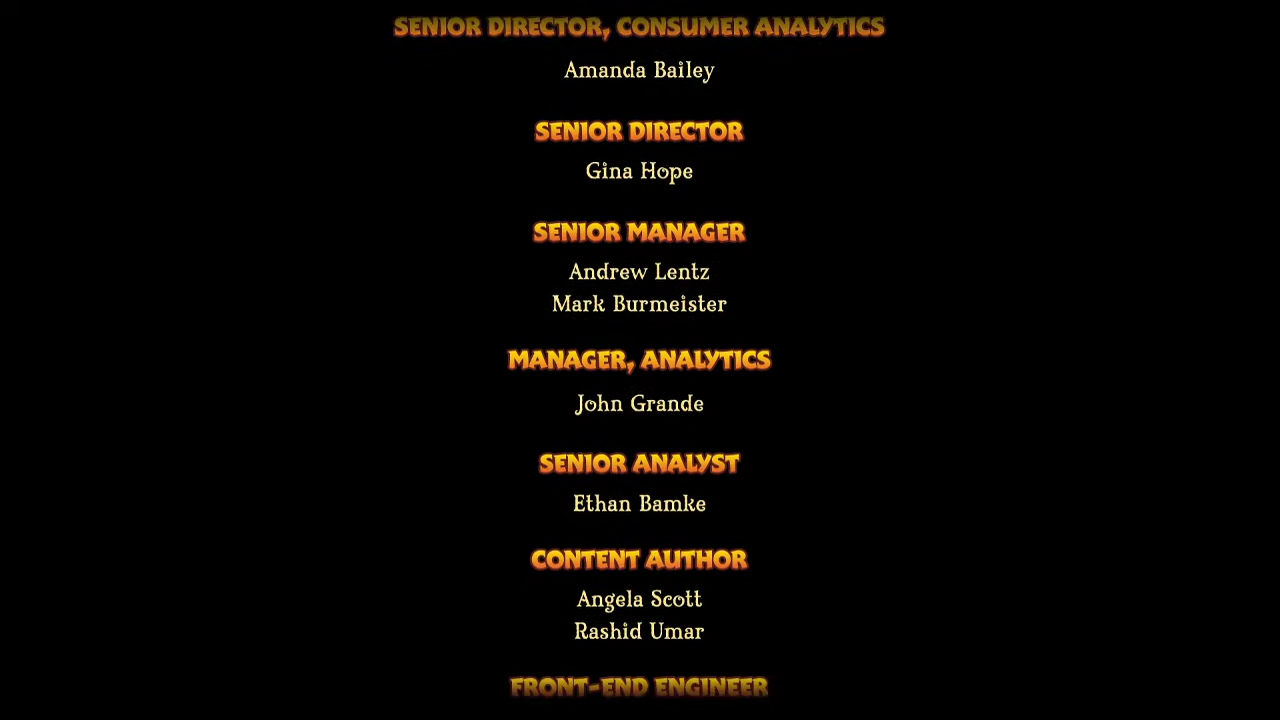 SENIOR DIRECTOR, CONSUMER ANALYTICS
Amanda Bailey
SENIOR DIRECTOR
Gina Hope
SENIOR MANAGER
Andrew Lentz
Mark Burmeister
MANAGER, ANALYTICS
John Grande
SENIOR ANALYST
Ethan Bamke
CONTENT AUTHOR
Angela Scott
Rashid Umar
FRONT-END ENGINEER